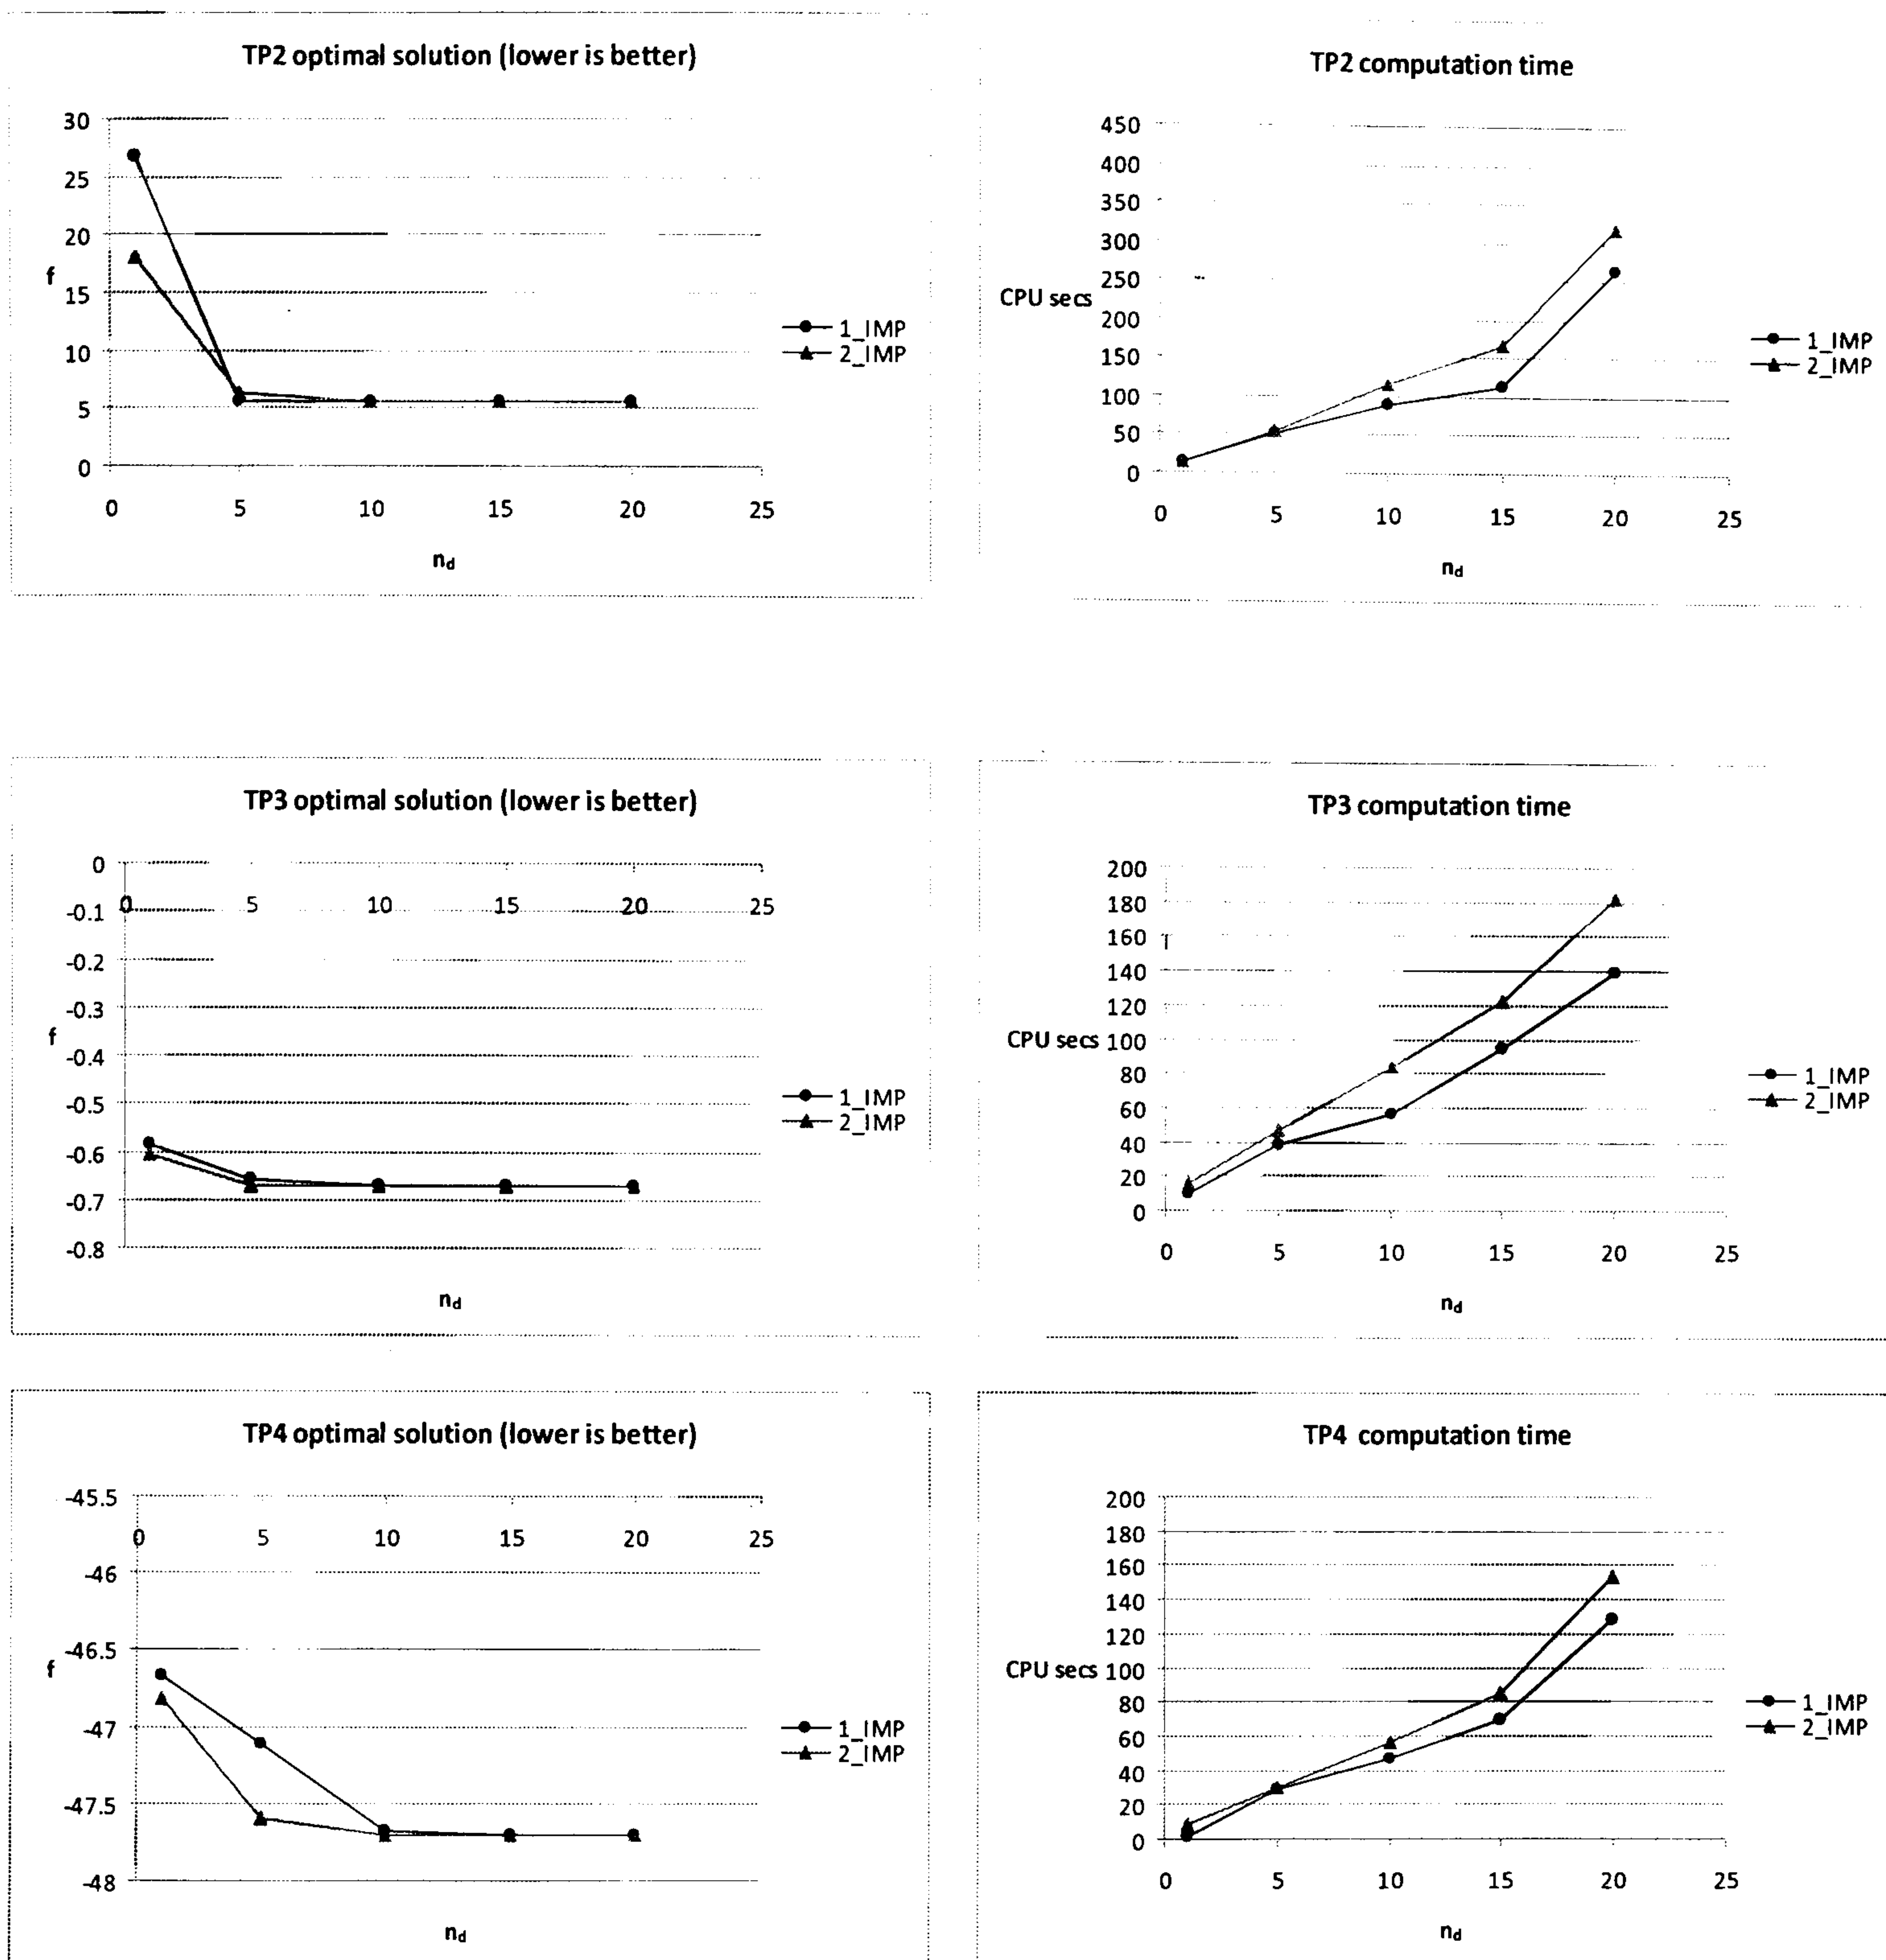 TP2 optimal solution (lower is better)
30
25
20
f
15
10
5
0
0 5 10 15 20 25
n_d
1_IMP
2_IMP
TP2 computation time
450
400
350
300
250
CPU secs
200
150
100
50
0
0 5 10 15 20 25
n_d
1_IMP
2_IMP
TP3 optimal solution (lower is better)
0
0 5 10 15 20 25
-0.1
-0.2
-0.3
f
-0.4
-0.5
-0.6
-0.7
-0.8
n_d
1_IMP
2_IMP
TP3 computation time
200
180
160
140
120
CPU secs 100
80
60
40
20
0
0 5 10 15 20 25
n_d
1_IMP
2_IMP
TP4 optimal solution (lower is better)
-45.5
0 5 10 15 20 25
-46
-46.5
f
-47
-47.5
-48
n_d
1_IMP
2_IMP
TP4 computation time
200
180
160
140
120
CPU secs 100
80
60
40
20
0
0 5 10 15 20 25
n_d
1_IMP
2_IMP